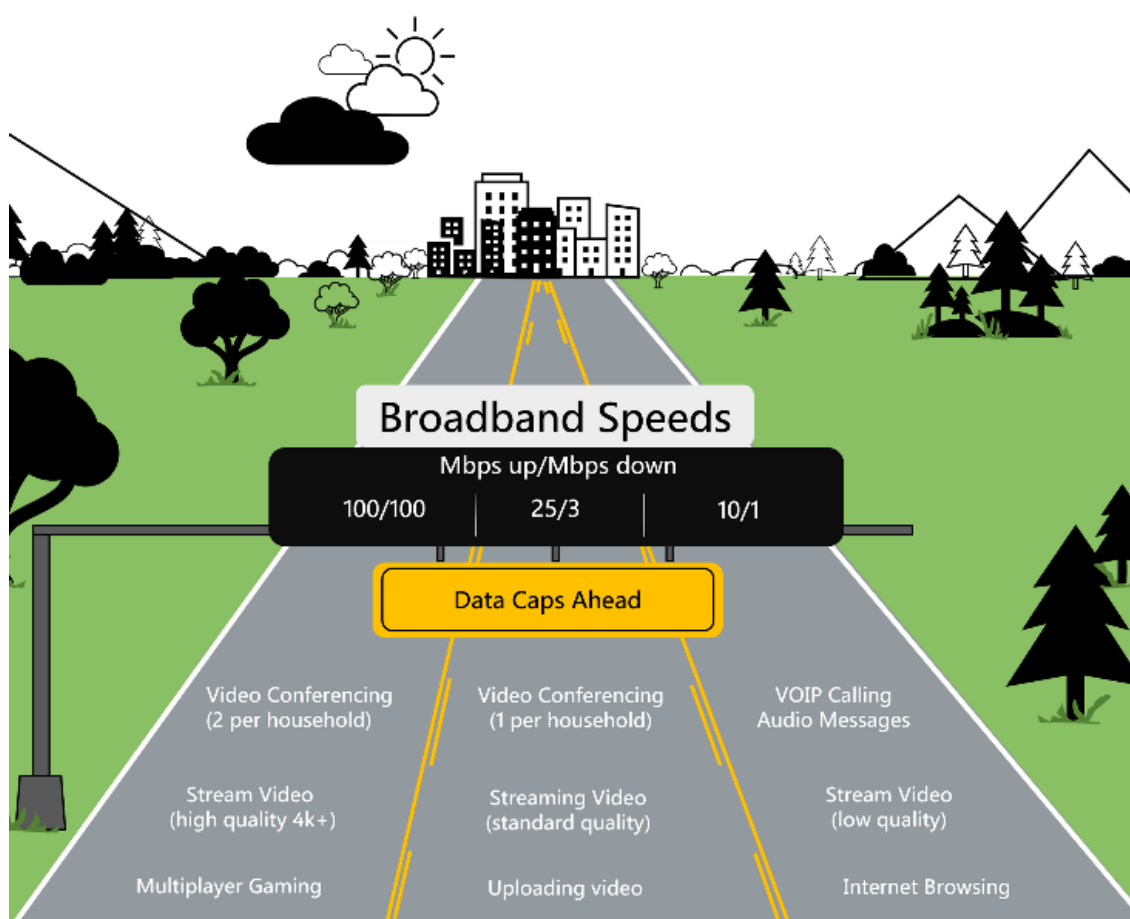 Broadband Speeds
Mbps up/Mbps down
100/100
25/3
10/1
Data Caps Ahead
Video Conferencing
(2 per household)
Video Conferencing
(1 per household)
VOIP Calling
Audio Messages
Stream Video
(high quality 4k+)
Streaming Video
(standard quality)
Stream Video
(low quality)
Multiplayer Gaming
Uploading video
Internet Browsing